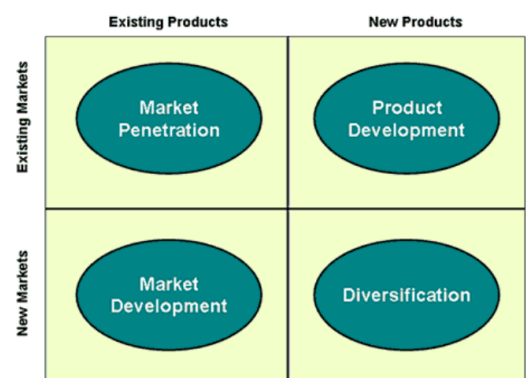 Existing Products
New Products
Existing Markets
Market
Penetration
Product
Development
New Markets
Market
Development
Diversification